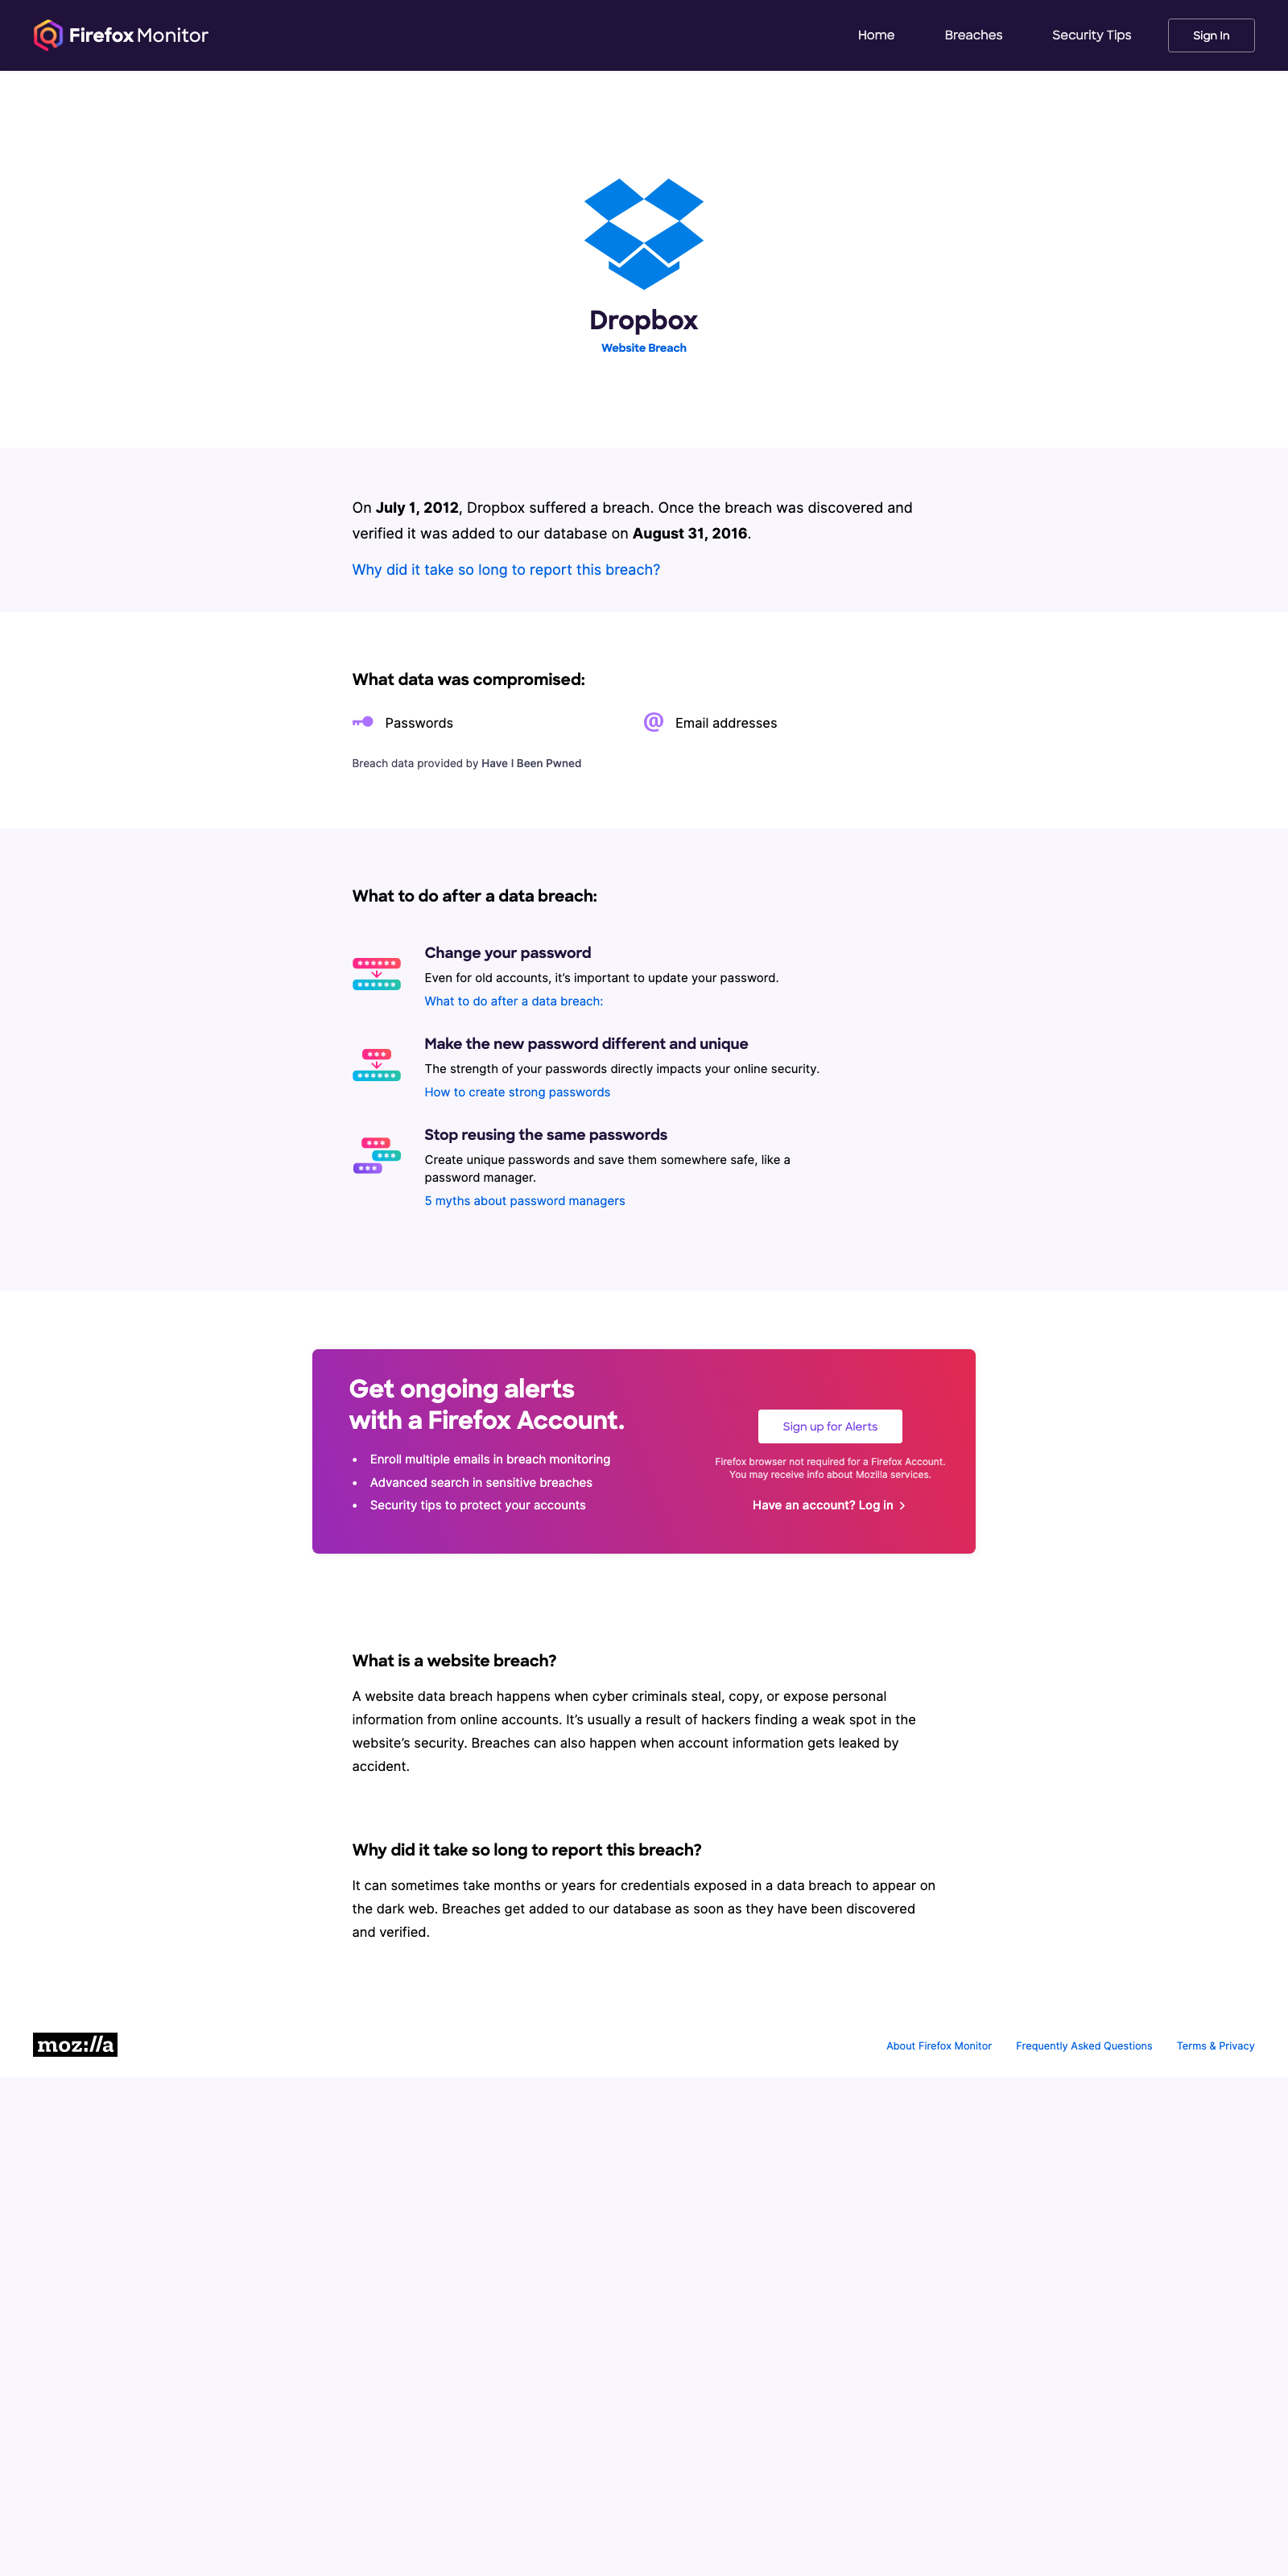 Firefox Monitor
Home
Breaches
Security Tips
Sign In
Dropbox
Website Breach
On July 1, 2012, Dropbox suffered a breach. Once the breach was discovered and
verified it was added to our database on August 31, 2016.
Why did it take so long to report this breach?
What data was compromised:
Passwords
Email addresses
Breach data provided by Have I Been Pwned
What to do after a data breach:
Change your password
Even for old accounts, it’s important to update your password.
What to do after a data breach:
Make the new password different and unique
The strength of your passwords directly impacts your online security.
How to create strong passwords
Stop reusing the same passwords
Create unique passwords and save them somewhere safe, like a
password manager.
5 myths about password managers
Get ongoing alerts
with a Firefox Account.
• Enroll multiple emails in breach monitoring
• Advanced search in sensitive breaches
• Security tips to protect your accounts
Sign up for Alerts
Firefox browser not required for a Firefox Account.
You may receive info about Mozilla services.
Have an account? Log in
What is a website breach?
A website data breach happens when cyber criminals steal, copy, or expose personal
information from online accounts. It’s usually a result of hackers finding a weak spot in the
website’s security. Breaches can also happen when account information gets leaked by
accident.
Why did it take so long to report this breach?
It can sometimes take months or years for credentials exposed in a data breach to appear on
the dark web. Breaches get added to our database as soon as they have been discovered
and verified.
moz://a
About Firefox Monitor
Frequently Asked Questions
Terms & Privacy